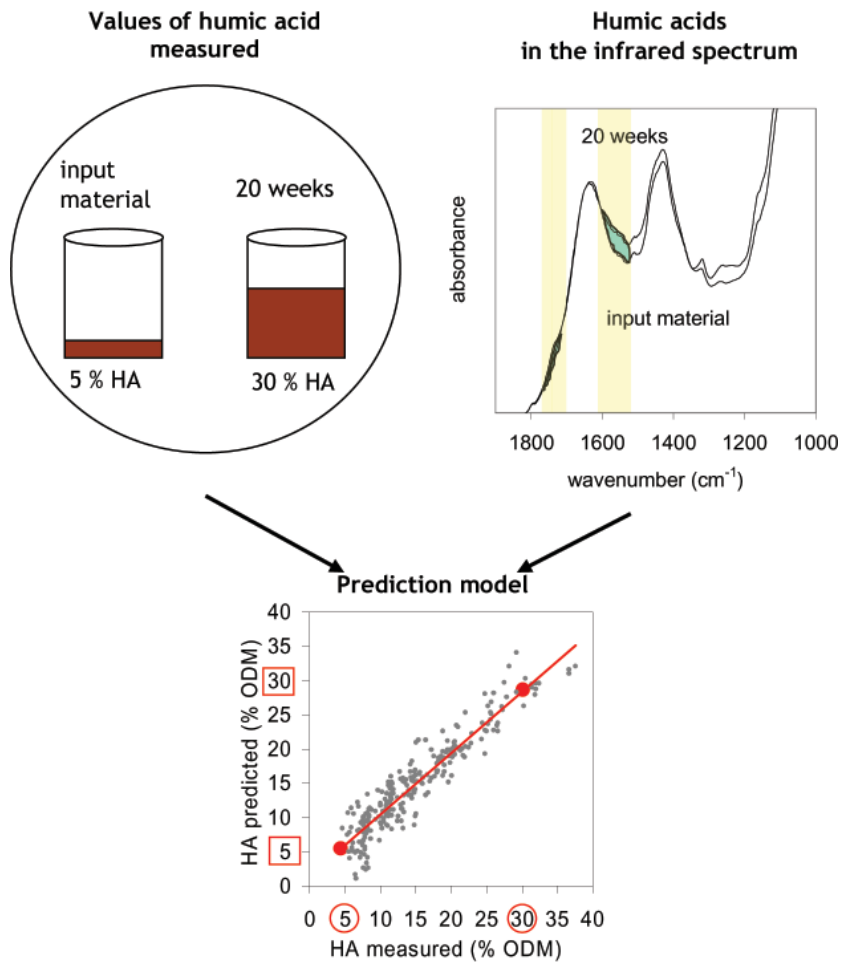 Values of humic acid
measured
input
material
20 weeks
5 % HA
30 % HA
Humic acids
in the infrared spectrum
absorbance
20 weeks
input material
1800 1600 1400 1200 1000
wavenumber (cm⁻¹)
Prediction model
HA predicted (% ODM)
40
35
30
25
20
15
10
5
0
0 5 10 15 20 25 30 35 40
HA measured (% ODM)